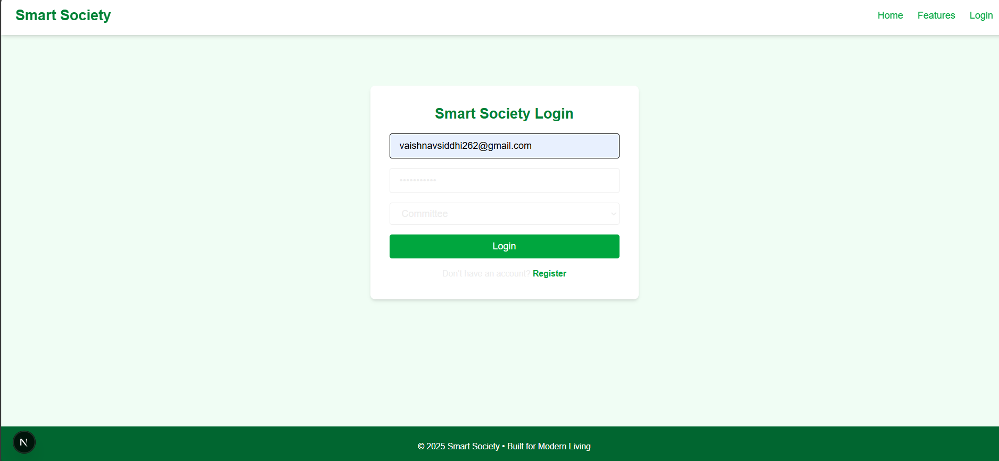 Smart Society
Home Features Login
Smart Society Login
vaishnavsiddhi262@gmail.com
•••••••••••
Committee
Login
Don't have an account? Register
N
© 2025 Smart Society • Built for Modern Living